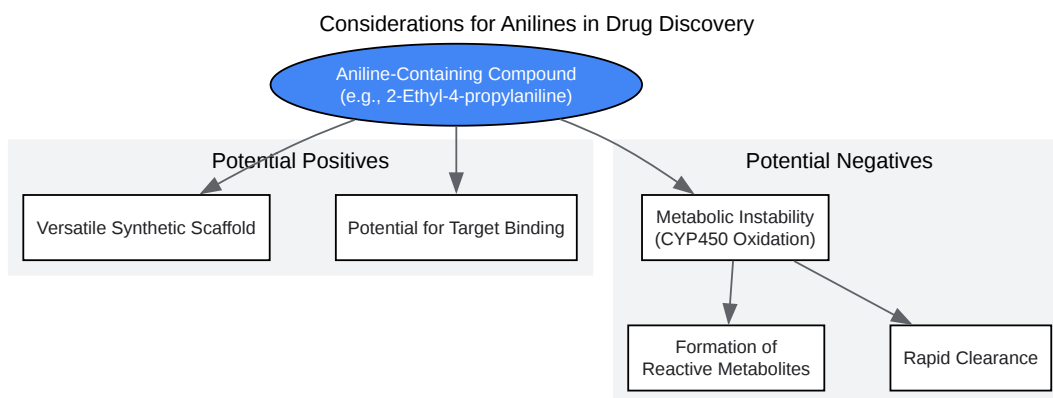 Considerations for Anilines in Drug Discovery
Aniline-Containing Compound
(e.g., 2-Ethyl-4-propylaniline)
Potential Positives
Potential Negatives
Versatile Synthetic Scaffold
Potential for Target Binding
Metabolic Instability
(CYP450 Oxidation)
Formation of
Reactive Metabolites
Rapid Clearance